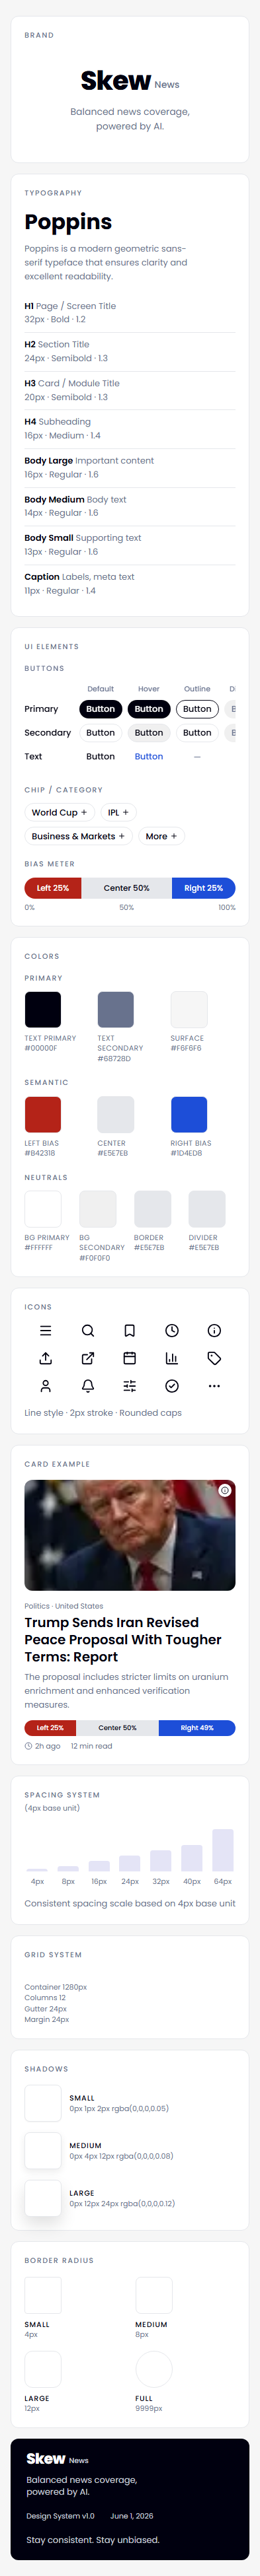 BRAND
Skew News
Balanced news coverage,
powered by AI.
TYPOGRAPHY
Poppins
Poppins is a modern geometric sans-
serif typeface that ensures clarity and
excellent readability.
H1 Page / Screen Title
32px · Bold · 1.2
H2 Section Title
24px · Semibold · 1.3
H3 Card / Module Title
20px · Semibold · 1.3
H4 Subheading
16px · Medium · 1.4
Body Large Important content
16px · Regular · 1.6
Body Medium Body text
14px · Regular · 1.6
Body Small Supporting text
13px · Regular · 1.6
Caption Labels, meta text
11px · Regular · 1.4
UI ELEMENTS
BUTTONS
Default Hover Outline
Primary Button Button Button
Secondary Button Button Button
Text Button Button —
CHIP / CATEGORY
World Cup + IPL +
Business & Markets + More +
BIAS METER
Left 25% Center 50% Right 25%
0% 50% 100%
COLORS
PRIMARY
TEXT PRIMARY TEXT SURFACE
#00000F SECONDARY #F6F6F6
#68728D
SEMANTIC
LEFT BIAS CENTER RIGHT BIAS
#B42318 #E5E7EB #1D4ED8
NEUTRALS
BG PRIMARY BG BORDER DIVIDER
#FFFFFF SECONDARY #E5E7EB #E5E7EB
#F0F0F0
ICONS
Line style · 2px stroke · Rounded caps
CARD EXAMPLE
Politics · United States
Trump Sends Iran Revised
Peace Proposal With Tougher
Terms: Report
The proposal includes stricter limits on uranium
enrichment and enhanced verification
measures.
Left 25% Center 50% Right 49%
2h ago 12 min read
SPACING SYSTEM
(4px base unit)
4px 8px 16px 24px 32px 40px 64px
Consistent spacing scale based on 4px base unit
GRID SYSTEM
Container 1280px
Columns 12
Gutter 24px
Margin 24px
SHADOWS
SMALL
0px 1px 2px rgba(0,0,0,0.05)
MEDIUM
0px 4px 12px rgba(0,0,0,0.08)
LARGE
0px 12px 24px rgba(0,0,0,0.12)
BORDER RADIUS
SMALL MEDIUM
4px 8px
LARGE FULL
12px 9999px
Skew News
Balanced news coverage,
powered by AI.
Design System v1.0 June 1, 2026
Stay consistent. Stay unbiased.